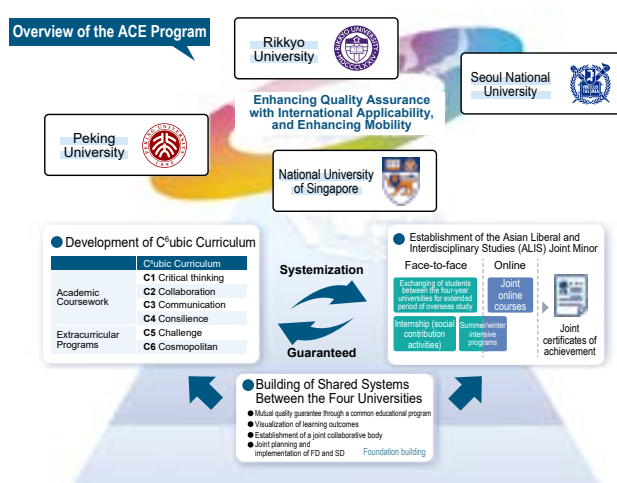 Overview of the ACE Program
Rikkyo
University
RIKKYO UNIVERSITY
MDCCCLXXIV
Seoul National
University
Enhancing Quality Assurance
with International Applicability,
and Enhancing Mobility
Peking
University
PEKING UNIVERSITY
1898
National University
of Singapore
Development of C⁶ubic Curriculum
C⁶ubic Curriculum
Academic
Coursework
C1 Critical thinking
C2 Collaboration
C3 Communication
C4 Consilience
Extracurricular
Programs
C5 Challenge
C6 Cosmopolitan
Systemization
Guaranteed
Establishment of the Asian Liberal and
Interdisciplinary Studies (ALIS) Joint Minor
Face-to-face
Online
Exchanging of students
between the four-year
universities for extended
period of overseas study
Joint
online
courses
Internship (social
contribution
activities)
Summer/winter
intensive
programs
Joint
certificates of
achievement
Building of Shared Systems
Between the Four Universities
● Mutual quality guarantee through a common educational program
● Visualization of learning outcomes
● Establishment of a joint collaborative body
● Joint planning and
implementation of FD and SD
Foundation building